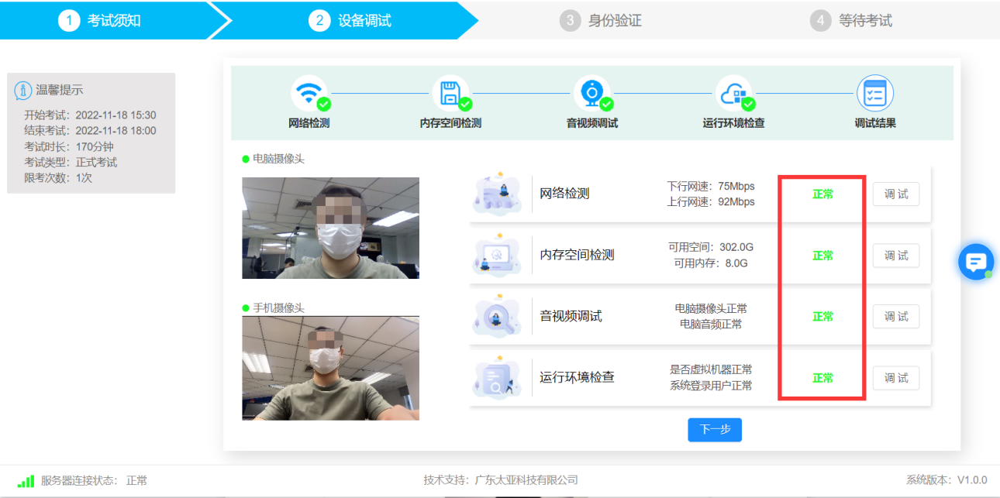 1 考试须知
2 设备调试
3 身份验证
4 等待考试
温馨提示
开始考试：2022-11-18 15:30
结束考试：2022-11-18 18:00
考试时长：170分钟
考试类型：正式考试
限考次数：1次
网络检测
内存空间检测
音视频调试
运行环境检查
调试结果
电脑摄像头
手机摄像头
网络检测
下行网速：75Mbps
上行网速：92Mbps
正常
调 试
内存空间检测
可用空间：302.0G
可用内存：8.0G
正常
调 试
音视频调试
电脑摄像头正常
电脑音频正常
正常
调 试
运行环境检查
是否虚拟机器正常
系统登录用户正常
正常
调 试
下一步
服务器连接状态： 正常
技术支持：广东太亚科技有限公司
系统版本：V1.0.0